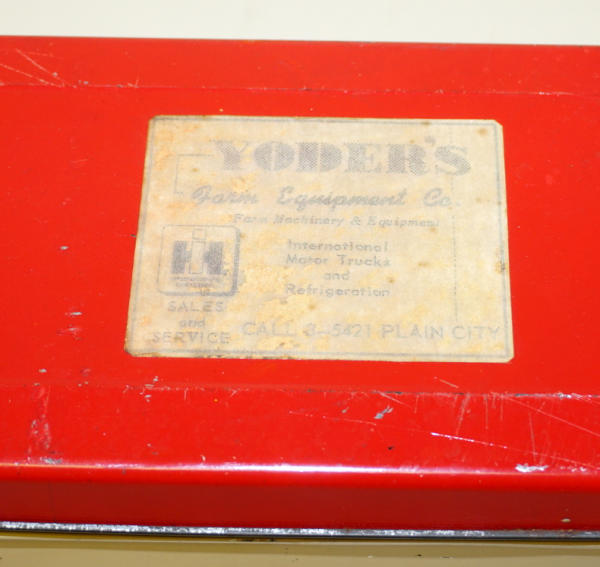 YODER'S
Farm Equipment Co.
Farm Machinery & Equipment
International
Motor Trucks
and
Refrigeration
IH
SALES
and
SERVICE
CALL 3-5421 PLAIN CITY